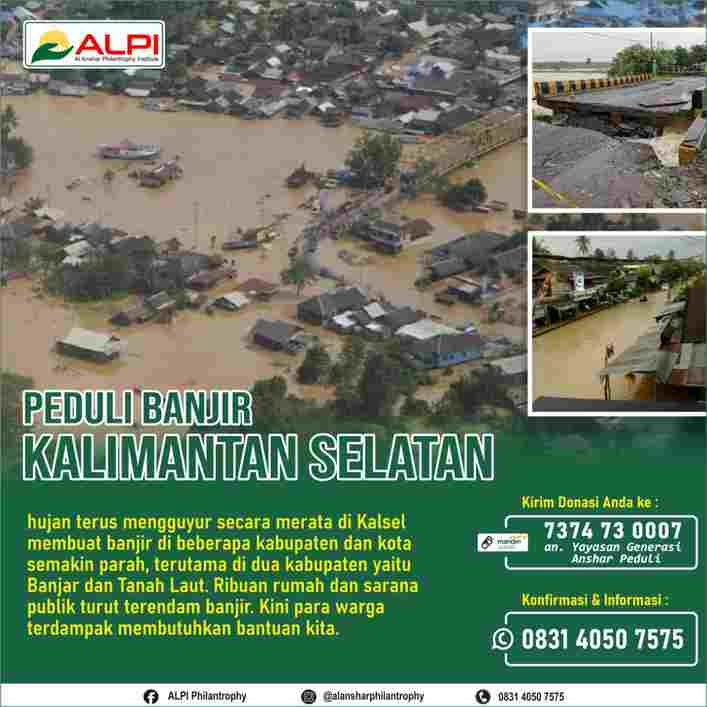 ALPI
Al Anshar Philantrophy Institute
PEDULI BANJIR
KALIMANTAN SELATAN
hujan terus mengguyur secara merata di Kalsel
membuat banjir di beberapa kabupaten dan kota
semakin parah, terutama di dua kabupaten yaitu
Banjar dan Tanah Laut. Ribuan rumah dan sarana
publik turut terendam banjir. Kini para warga
terdampak membutuhkan bantuan kita.
Kirim Donasi Anda ke :
mandiri
7374 73 0007
an. Yayasan Generasi
Anshar Peduli
Konfirmasi & Informasi :
0831 4050 7575
ALPI Philantrophy
@alansharphilantrophy
0831 4050 7575